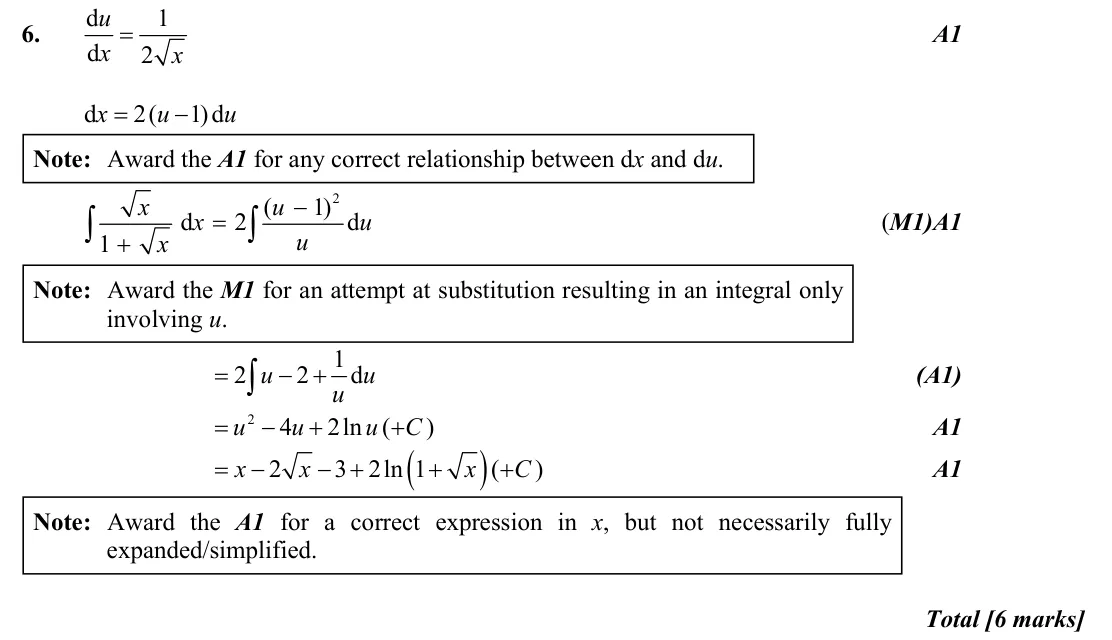 6. du/dx = 1/(2√x) A1
dx = 2(u − 1) du
Note: Award the A1 for any correct relationship between dx and du.
∫ √x/(1 + √x) dx = 2∫ (u − 1)²/u du (M1)A1
Note: Award the M1 for an attempt at substitution resulting in an integral only
involving u.
= 2∫ u − 2 + 1/u du (A1)
= u² − 4u + 2 ln u (+C) A1
= x − 2√x − 3 + 2 ln(1 + √x) (+C) A1
Note: Award the A1 for a correct expression in x, but not necessarily fully
expanded/simplified.
Total [6 marks]